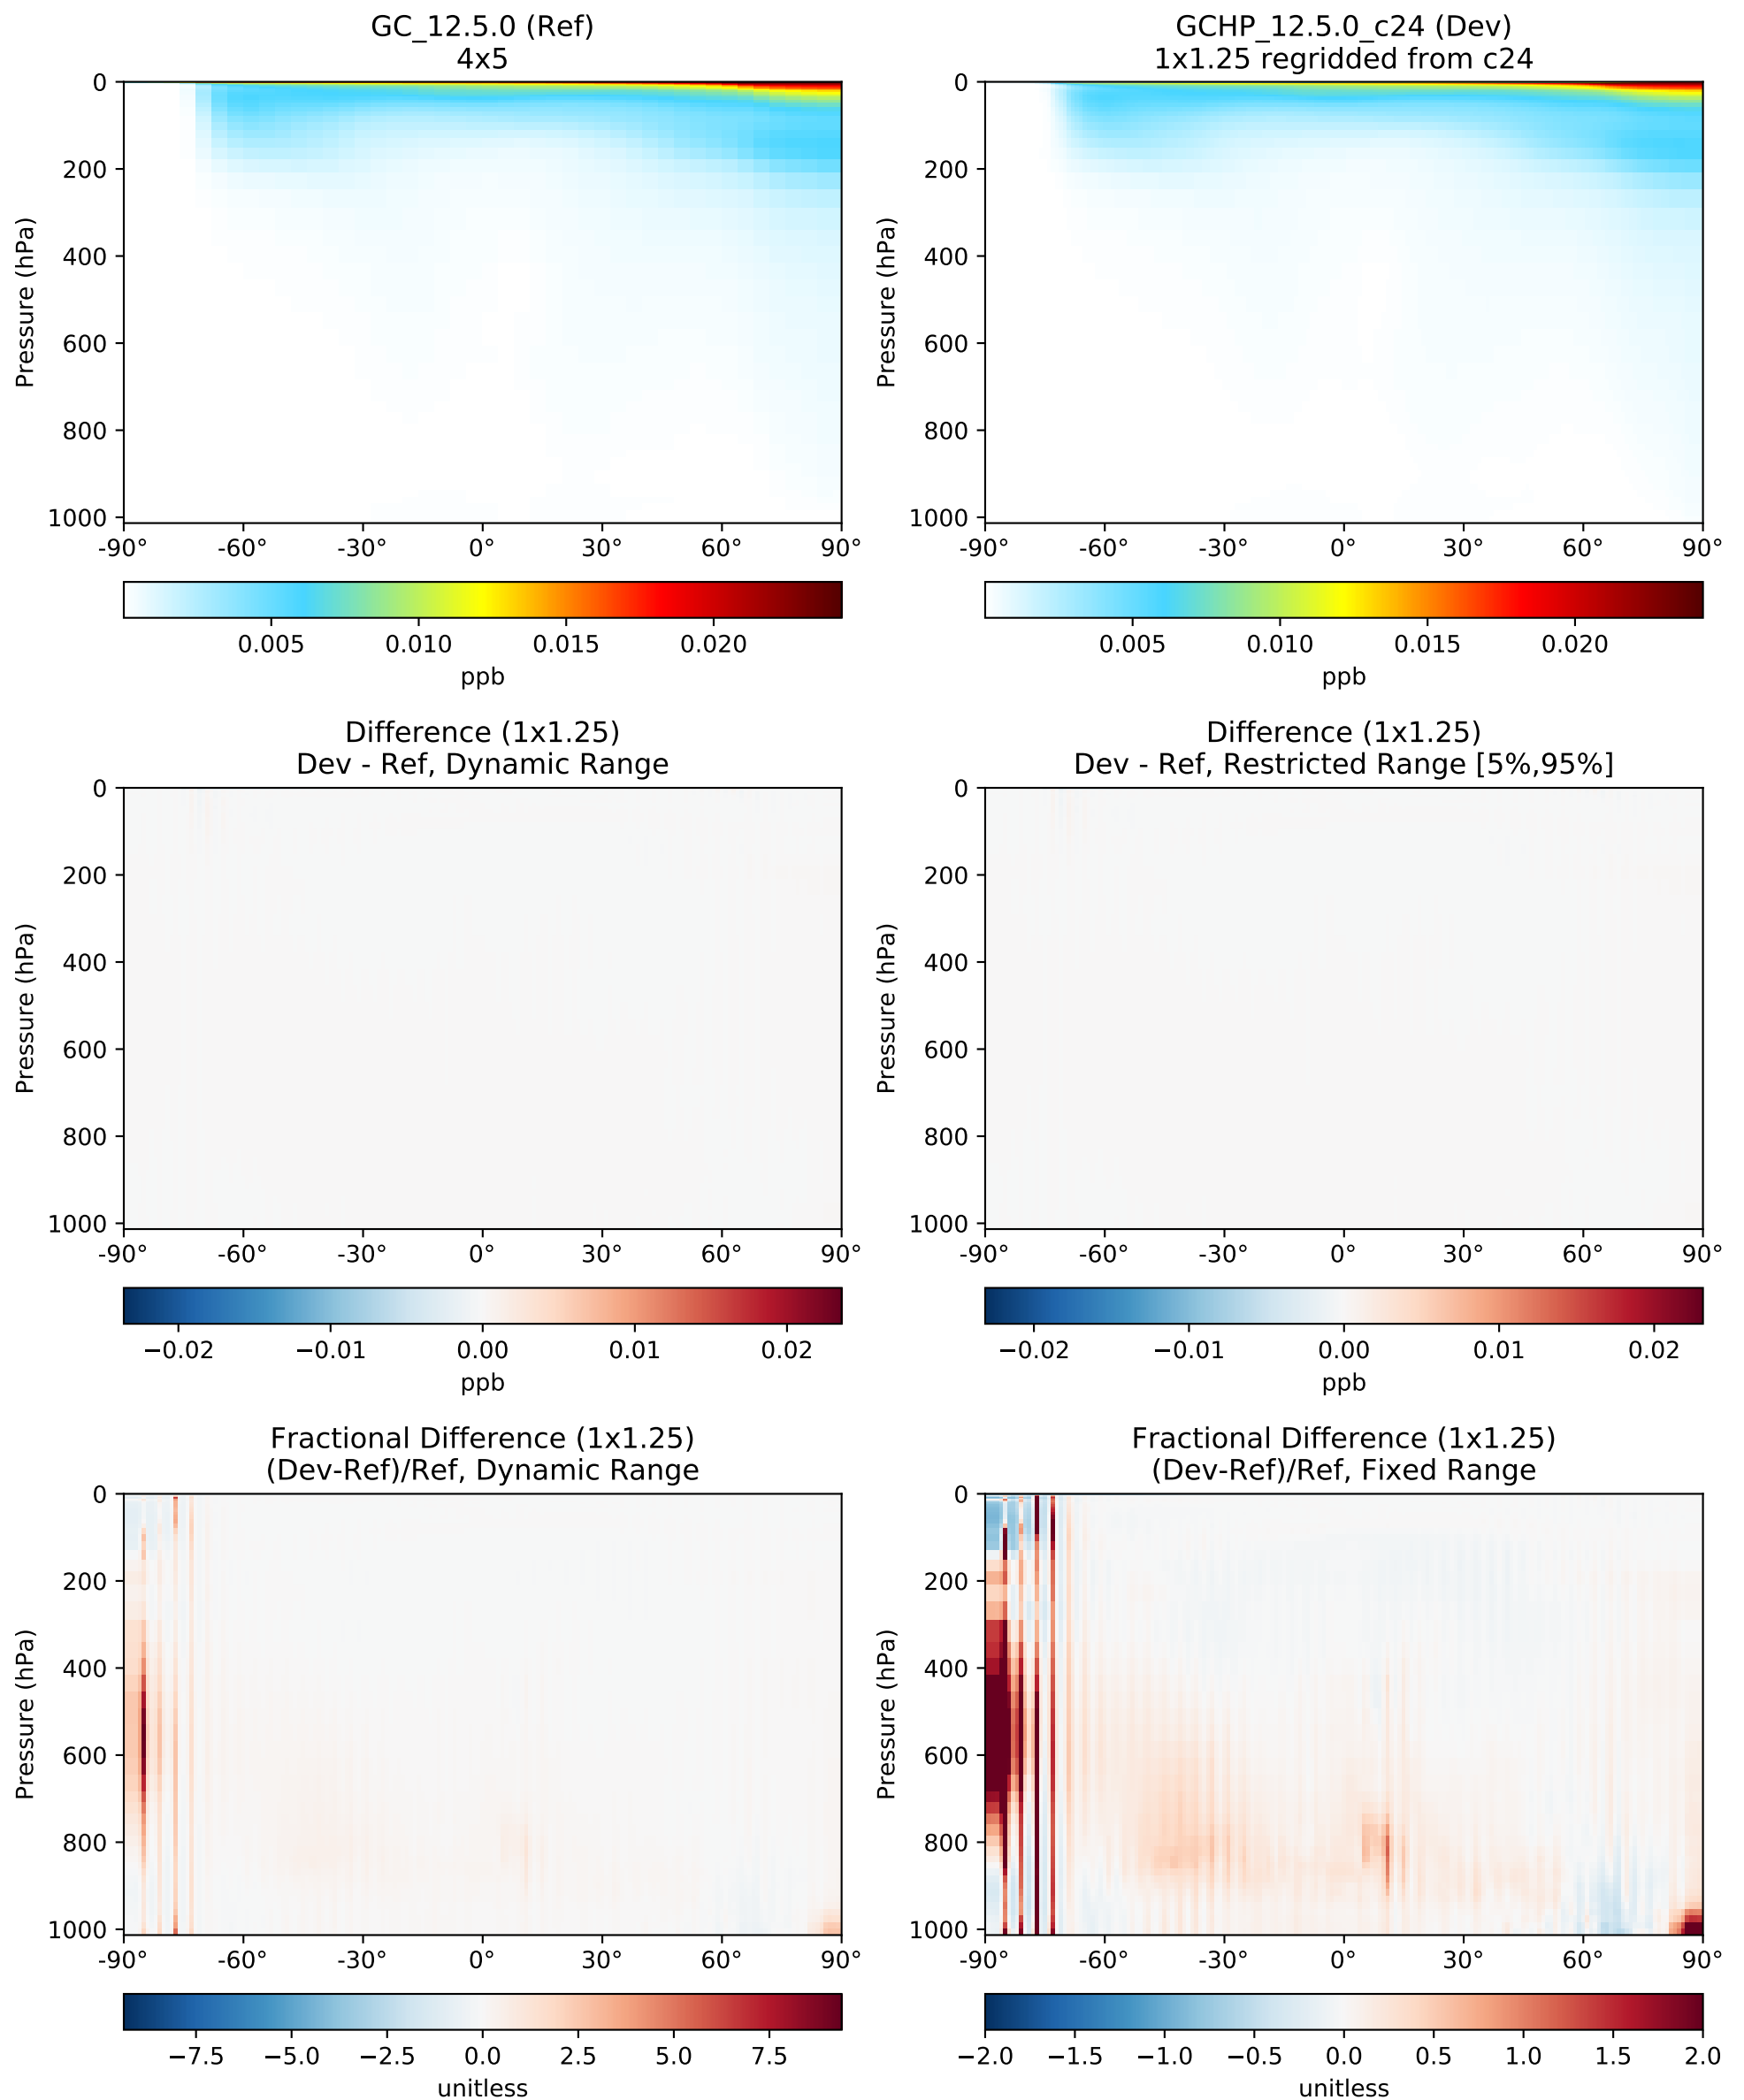 GC_12.5.0 (Ref)
4x5
Pressure (hPa)
0
200
400
600
800
1000
-90° -60° -30° 0° 30° 60° 90°
0.005 0.010 0.015 0.020
ppb
GCHP_12.5.0_c24 (Dev)
1x1.25 regridded from c24
Pressure (hPa)
0
200
400
600
800
1000
-90° -60° -30° 0° 30° 60° 90°
0.005 0.010 0.015 0.020
ppb
Difference (1x1.25)
Dev - Ref, Dynamic Range
Pressure (hPa)
0
200
400
600
800
1000
-90° -60° -30° 0° 30° 60° 90°
−0.02 −0.01 0.00 0.01 0.02
ppb
Difference (1x1.25)
Dev - Ref, Restricted Range [5%,95%]
Pressure (hPa)
0
200
400
600
800
1000
-90° -60° -30° 0° 30° 60° 90°
−0.02 −0.01 0.00 0.01 0.02
ppb
Fractional Difference (1x1.25)
(Dev-Ref)/Ref, Dynamic Range
Pressure (hPa)
0
200
400
600
800
1000
-90° -60° -30° 0° 30° 60° 90°
−7.5 −5.0 −2.5 0.0 2.5 5.0 7.5
unitless
Fractional Difference (1x1.25)
(Dev-Ref)/Ref, Fixed Range
Pressure (hPa)
0
200
400
600
800
1000
-90° -60° -30° 0° 30° 60° 90°
−2.0 −1.5 −1.0 −0.5 0.0 0.5 1.0 1.5 2.0
unitless